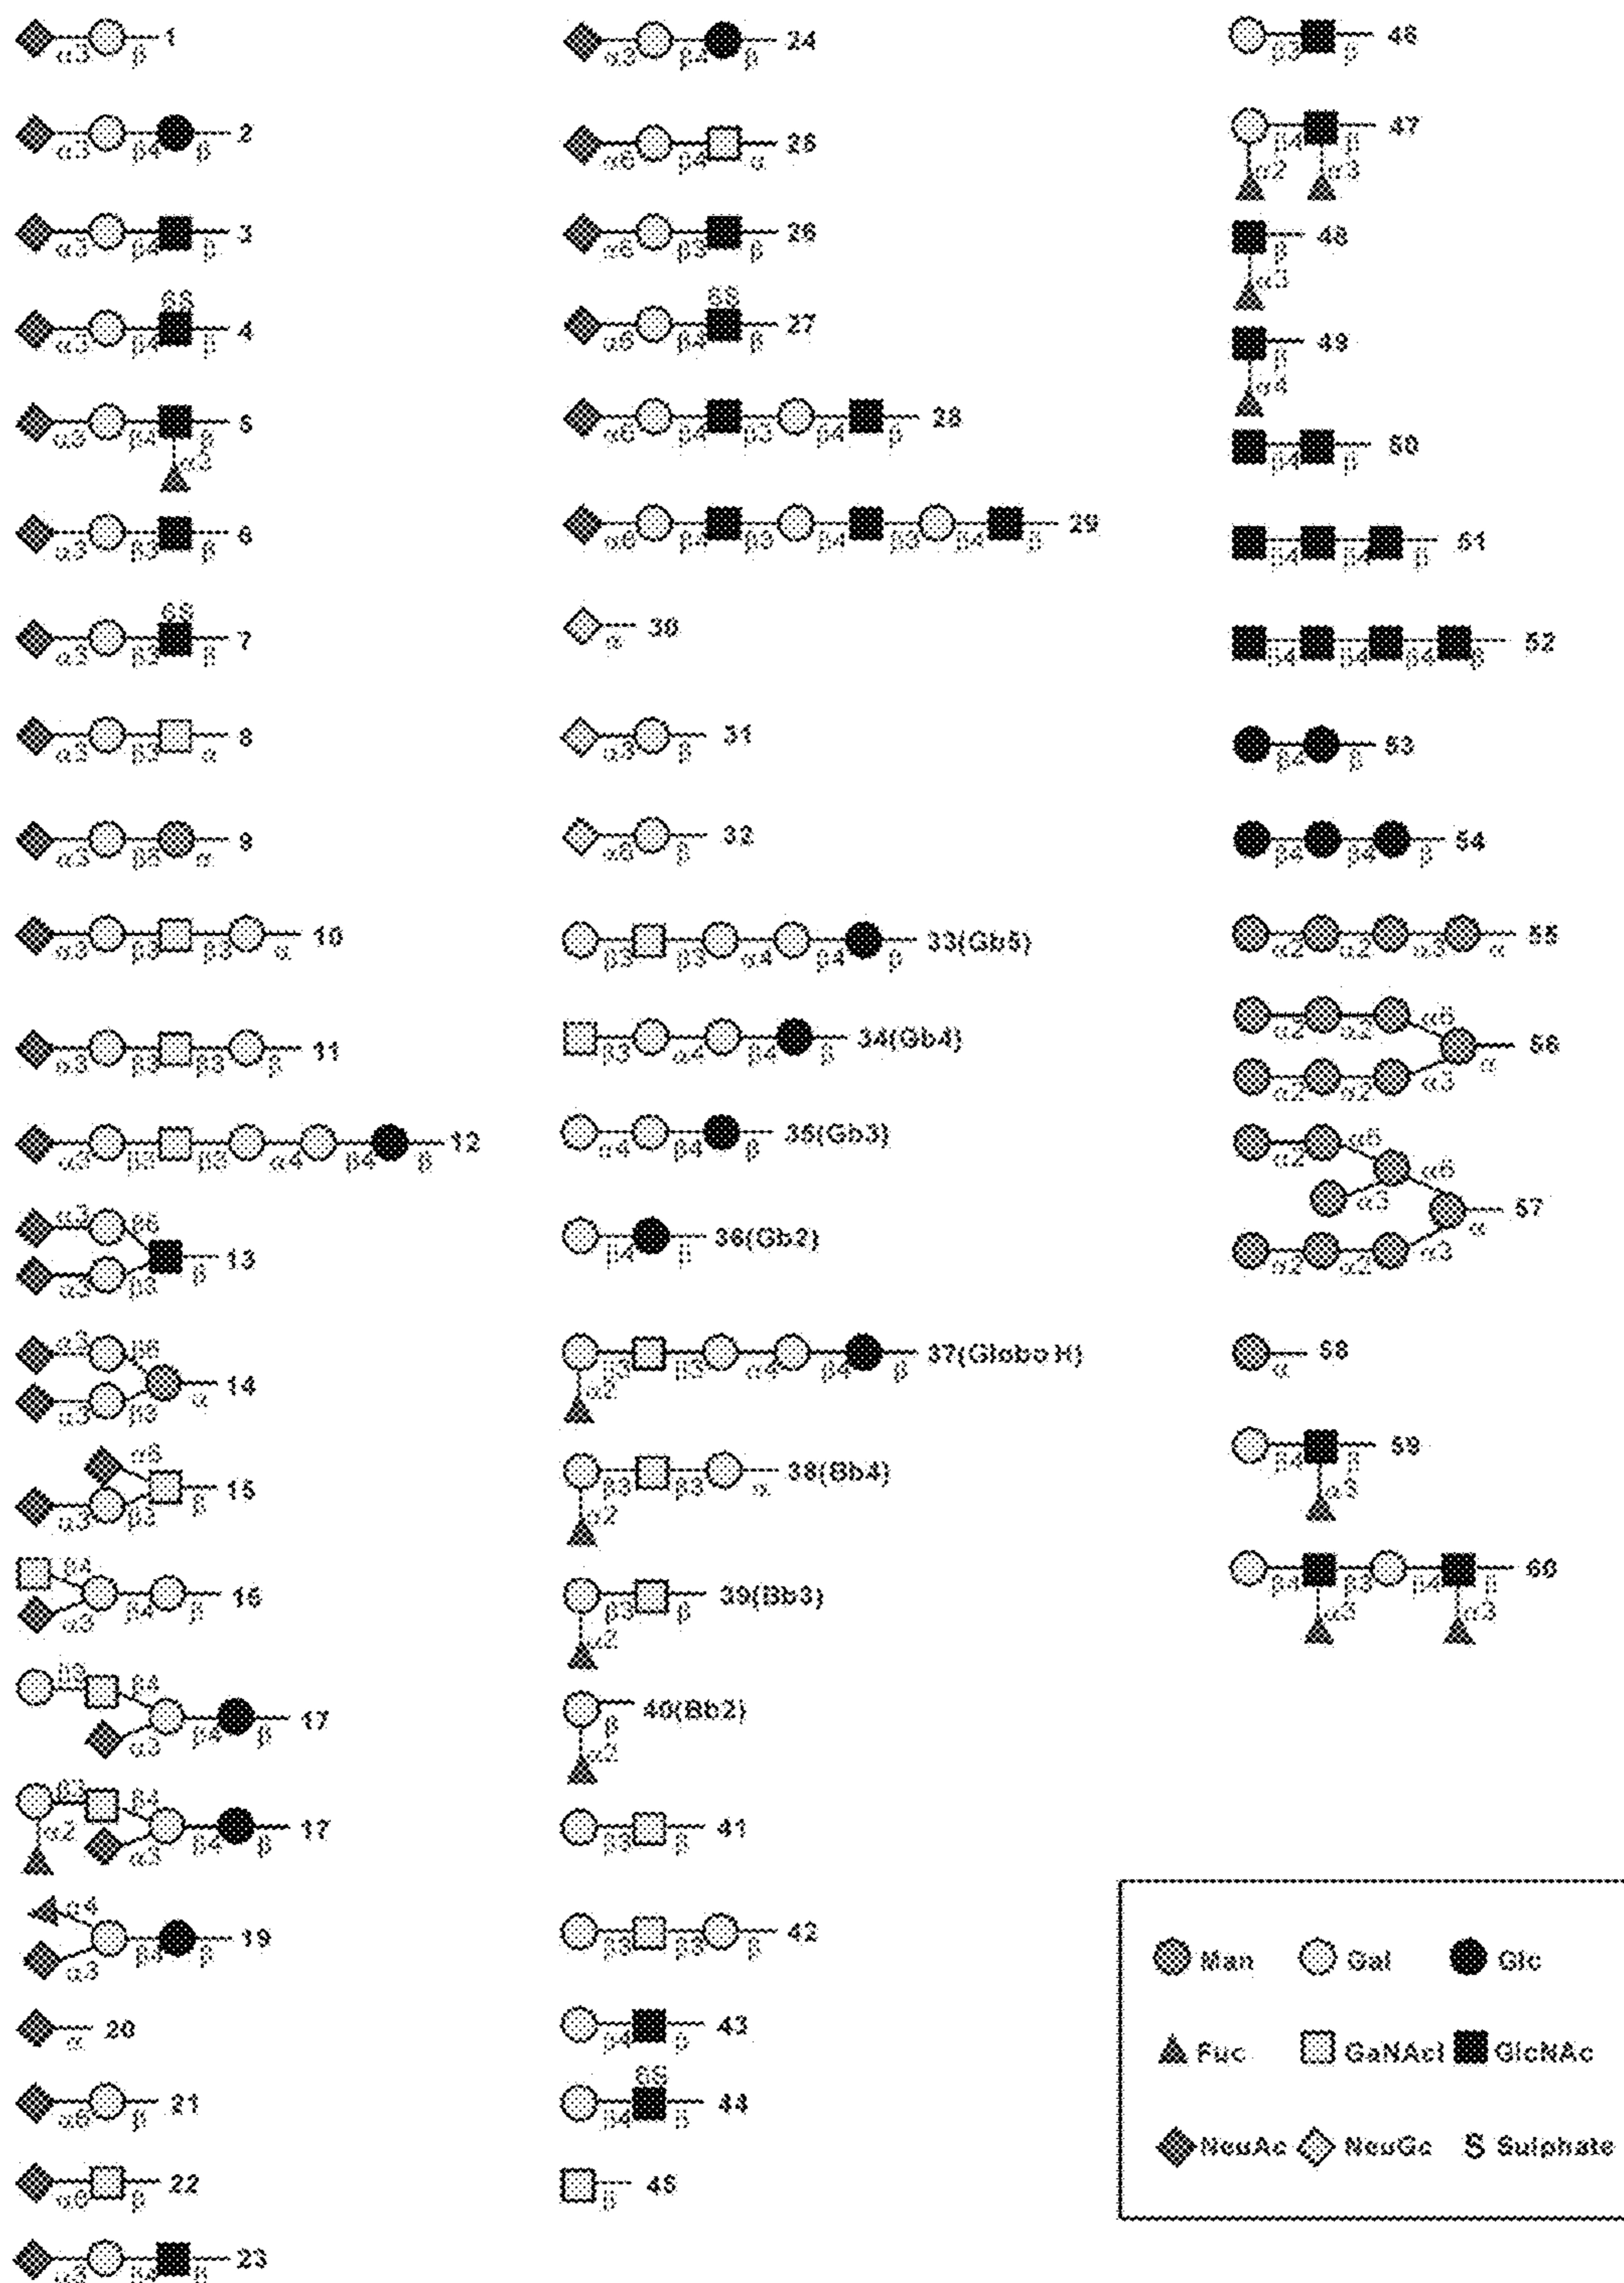 α3 β 1
α3 β4 β 2
α3 β4 β 3
6S
α3 β4 β 4
α3 β4 β 5
α3
α3 β3 β 6
6S
α3 β3 β 7
α3 β3 α 8
α3 β6 α 9
α3 β3 β3 α 10
α3 β3 β3 β 11
α3 β3 β3 α4 β4 β 12
α3 β6
α3 β3 β 13
α3 β6
α3 β3 α 14
α6
α3 β3 β 15
β4
α3 β4 β 16
β3 β4
α3 β4 β 17
β3 β4
α2 α3 β4 β 17
α4
α3 β4 β 19
α 20
α6 β 21
α6 β 22
α3 β4 β 23
α3 β4 β 24
α6 β4 α 25
α6 β3 β 26
6S
α6 β4 β 27
α6 β4 β3 β4 β 28
α6 β4 β3 β4 β3 β4 β 29
α 30
α3 β 31
α6 β 32
β3 β3 α4 β4 β 33(Gb5)
β3 α4 β4 β 34(Gb4)
α4 β4 β 35(Gb3)
β4 β 36(Gb2)
β3 β3 α4 β4 β 37(Globo H)
α2
β3 β3 α 38(Bb4)
α2
β3 β 39(Bb3)
α2
β 40(Bb2)
α2
β3 β 41
β3 β3 β 42
β4 β 43
6S
β4 β 44
β 45
β3 β 46
β4 β 47
α2 α3
β 48
α3
β 49
α4
β4 β 50
β4 β4 β 51
β4 β4 β4 β 52
β4 β 53
β4 β4 β 54
α2 α2 α3 α 55
α2 α2 α6
α2 α2 α3 α 56
α2 α6
α3 α6
α 57
α2 α2 α3
α 58
β4 β 59
α3
β4 β3 β4 β 60
α3 α3
Man Gal Glc
Fuc GaNAcl GlcNAc
NeuAc NeuGc S Sulphate